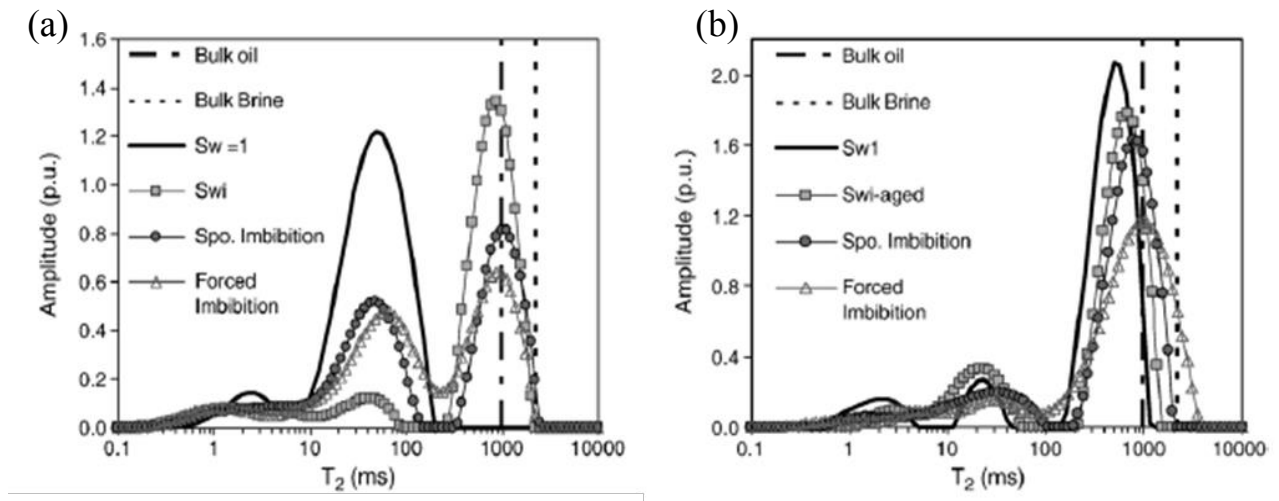 (a)
1.6
1.4
1.2
1.0
0.8
0.6
0.4
0.2
0.0
Amplitude (p.u.)
Bulk oil
Bulk Brine
Sw =1
Swi
Spo. Imbibition
Forced
Imbibition
0.1 1 10 100 1000 10000
T2 (ms)
(b)
2.0
1.6
1.2
0.8
0.4
0.0
Amplitude (p.u.)
Bulk oil
Bulk Brine
Sw1
Swi-aged
Spo. Imbibition
Forced
Imbibition
0.1 1 10 100 1000 10000
T2 (ms)